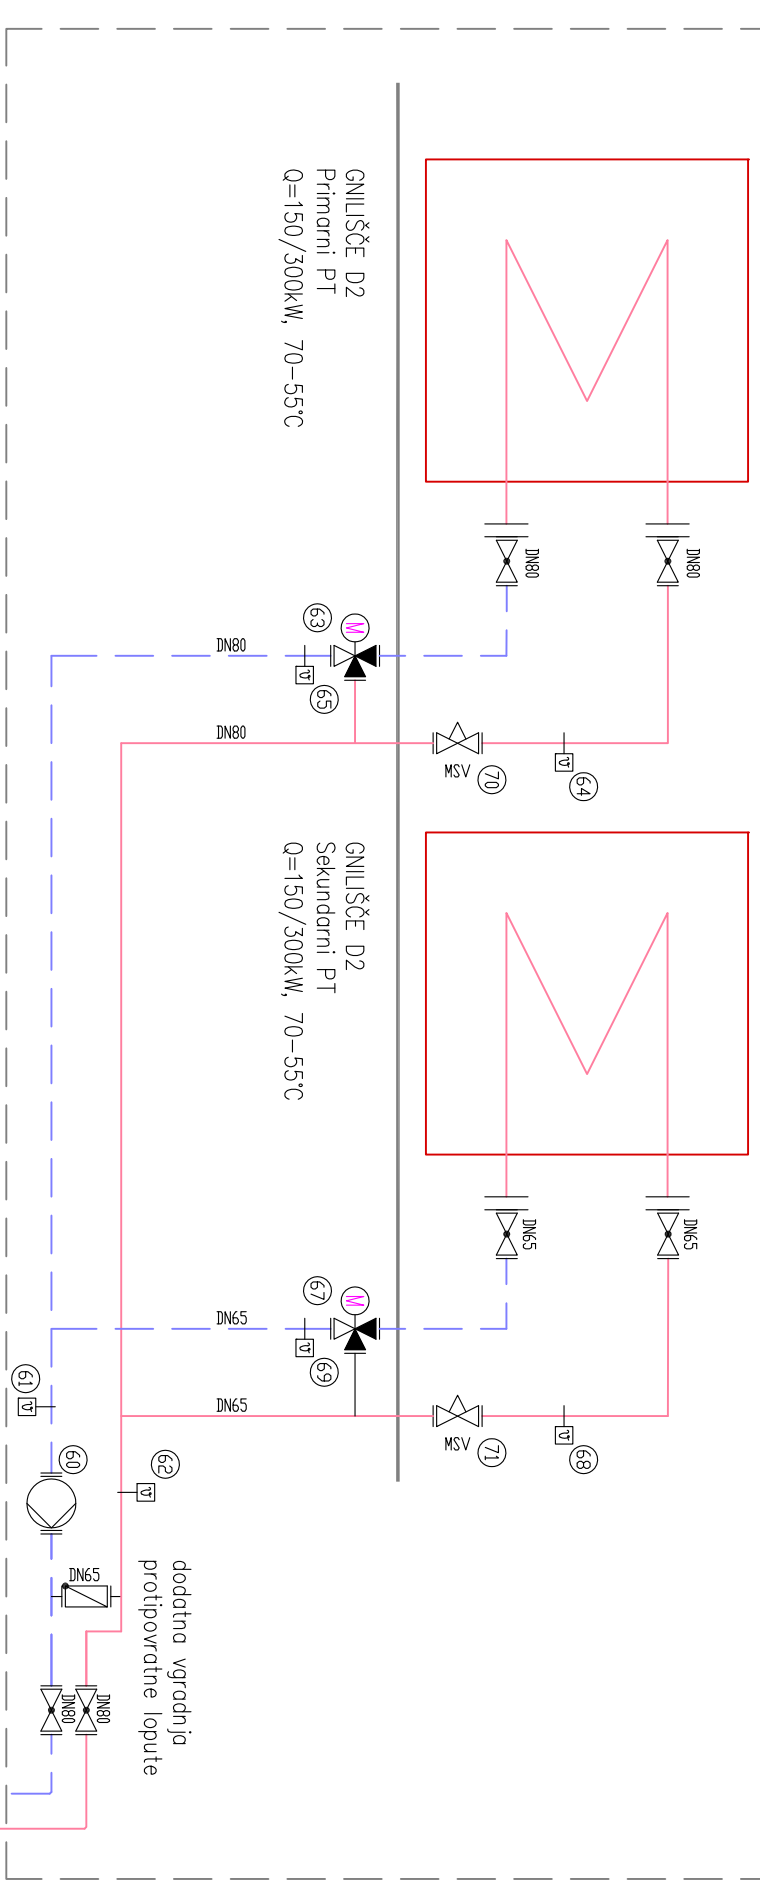 GNILIŠČE D2
Primarni PT
Q=150/300kW, 70-55°C
DN80
DN80
63
M
DN80
65
ϑ
DN80
MSV
70
64
ϑ
GNILIŠČE D2
Sekundarni PT
Q=150/300kW, 70-55°C
DN65
DN65
67
M
DN65
69
ϑ
DN65
MSV
71
68
ϑ
61
ϑ
60
62
ϑ
DN65
dodatna vgradnja
protipovratne lopute
DN80
DN80